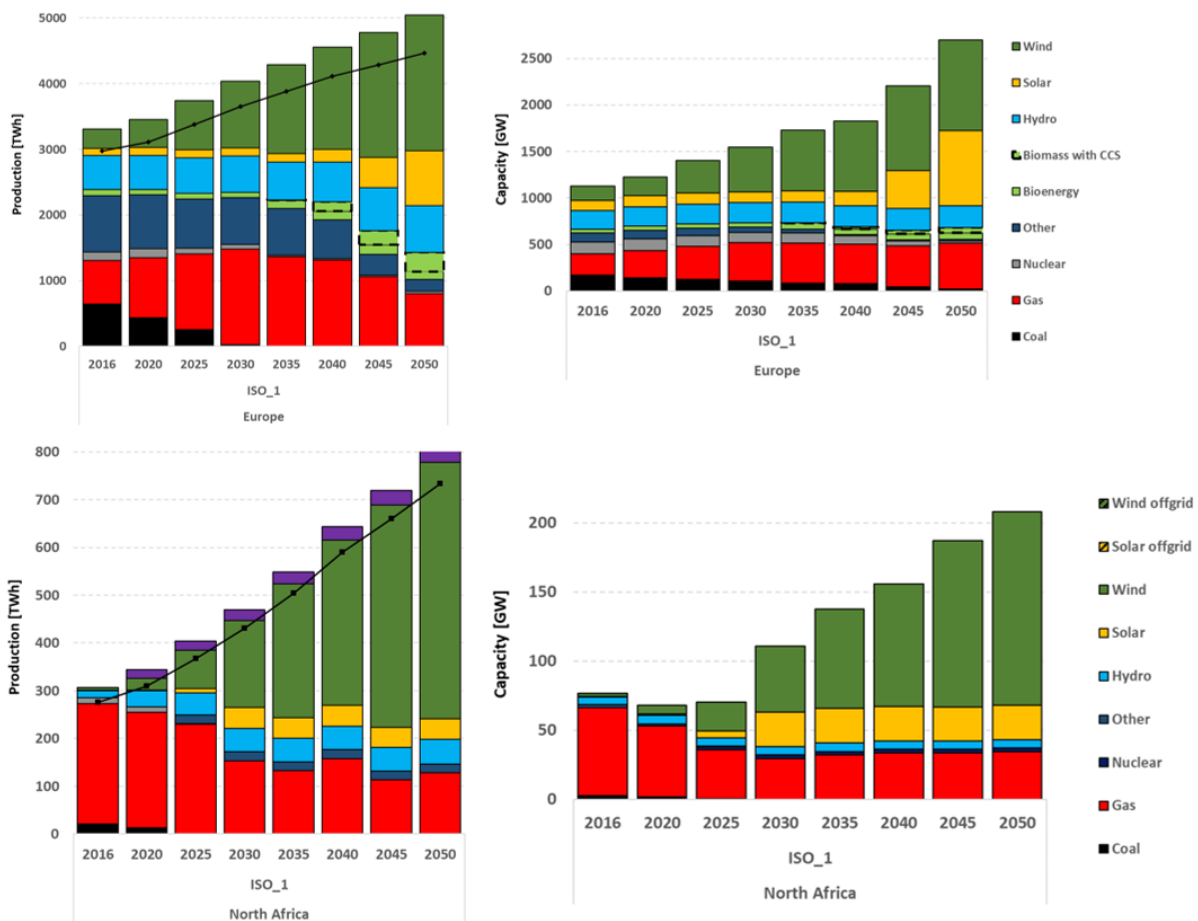 Production [TWh]
5000
4000
3000
2000
1000
0
2016 2020 2025 2030 2035 2040 2045 2050
ISO_1
Europe
Capacity [GW]
2500
2000
1500
1000
500
0
2016 2020 2025 2030 2035 2040 2045 2050
ISO_1
Europe
Wind
Solar
Hydro
Biomass with CCS
Bioenergy
Other
Nuclear
Gas
Coal
Production [TWh]
800
700
600
500
400
300
200
100
0
2016 2020 2025 2030 2035 2040 2045 2050
ISO_1
North Africa
Capacity [GW]
200
150
100
50
0
2016 2020 2025 2030 2035 2040 2045 2050
ISO_1
North Africa
Wind offgrid
Solar offgrid
Wind
Solar
Hydro
Other
Nuclear
Gas
Coal